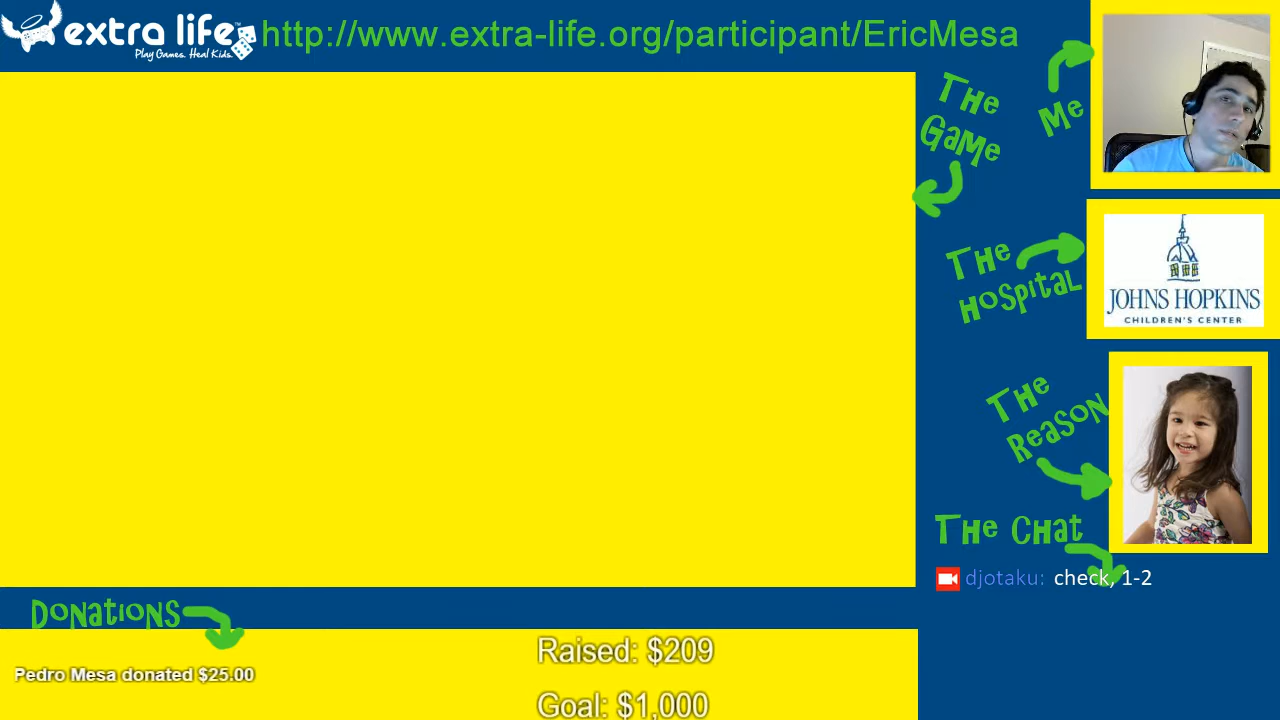 extra life
Play Games. Heal Kids.
http://www.extra-life.org/participant/EricMesa
Me
The
Game
The
Hospital
JOHNS HOPKINS
CHILDREN'S CENTER
The
Reason
The Chat
djotaku: check, 1-2
Donations
Pedro Mesa donated $25.00
Raised: $209
Goal: $1,000